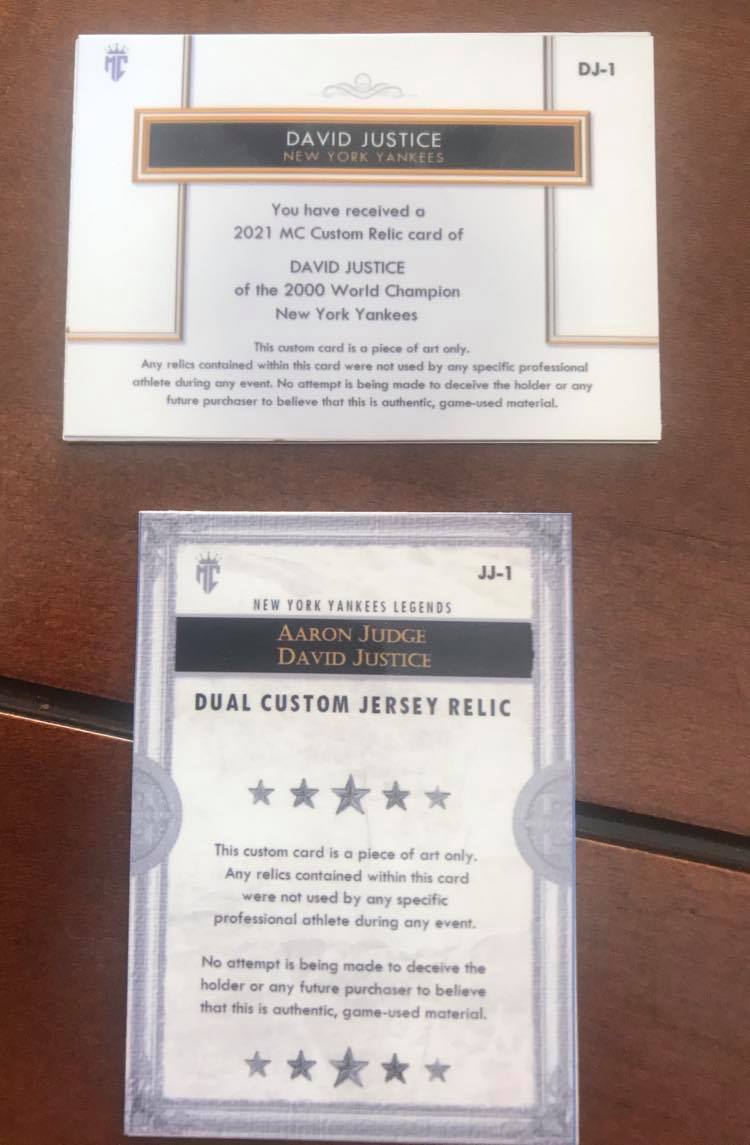 MC
DJ-1
DAVID JUSTICE
NEW YORK YANKEES
You have received a
2021 MC Custom Relic card of
DAVID JUSTICE
of the 2000 World Champion
New York Yankees
This custom card is a piece of art only.
Any relics contained within this card were not used by any specific professional
athlete during any event. No attempt is being made to deceive the holder or any
future purchaser to believe that this is authentic, game-used material.
MC
JJ-1
NEW YORK YANKEES LEGENDS
AARON JUDGE
DAVID JUSTICE
DUAL CUSTOM JERSEY RELIC
This custom card is a piece of art only.
Any relics contained within this card
were not used by any specific
professional athlete during any event.
No attempt is being made to deceive the
holder or any future purchaser to believe
that this is authentic, game-used material.